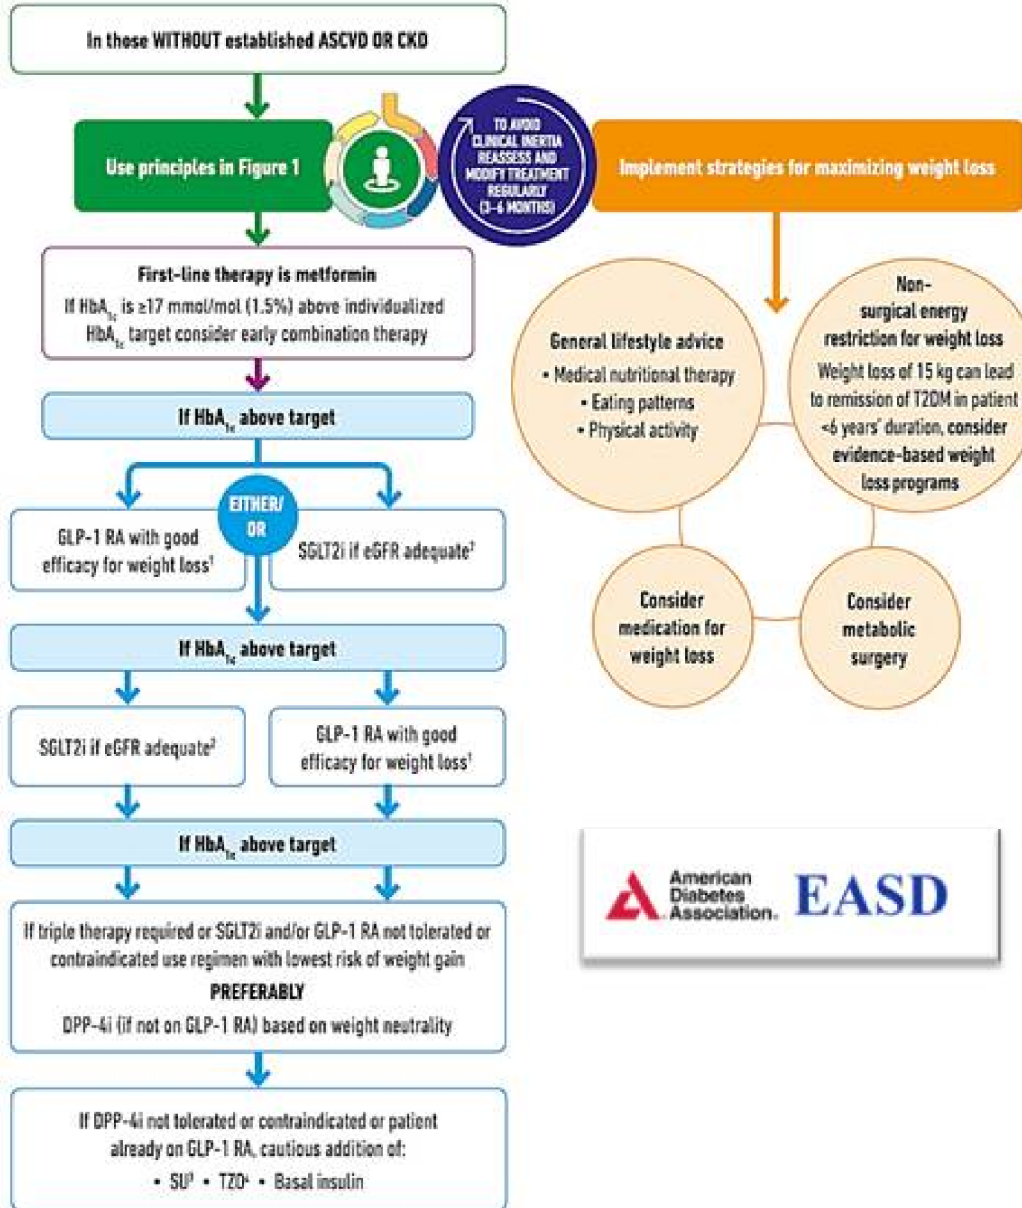 In those WITHOUT established ASCVD OR CKD
Use principles in Figure 1
TO AVOID
CLINICAL INERTIA
REASSESS AND
MODIFY TREATMENT
REGULARLY
(3-6 MONTHS)
Implement strategies for maximizing weight loss
First-line therapy is metformin
If HbA1c is ≥17 mmol/mol (1.5%) above individualized
HbA1c target consider early combination therapy
If HbA1c above target
EITHER/
OR
GLP-1 RA with good
efficacy for weight loss¹
SGLT2i if eGFR adequate²
If HbA1c above target
SGLT2i if eGFR adequate²
GLP-1 RA with good
efficacy for weight loss¹
If HbA1c above target
If triple therapy required or SGLT2i and/or GLP-1 RA not tolerated or
contraindicated use regimen with lowest risk of weight gain
PREFERABLY
DPP-4i (if not on GLP-1 RA) based on weight neutrality
If DPP-4i not tolerated or contraindicated or patient
already on GLP-1 RA, cautious addition of:
• SU³ • TZD⁴ • Basal insulin
General lifestyle advice
• Medical nutritional therapy
• Eating patterns
• Physical activity
Non-
surgical energy
restriction for weight loss
Weight loss of 15 kg can lead
to remission of T2DM in patient
<6 years' duration, consider
evidence-based weight
loss programs
Consider
medication for
weight loss
Consider
metabolic
surgery
American
Diabetes
Association.
EASD